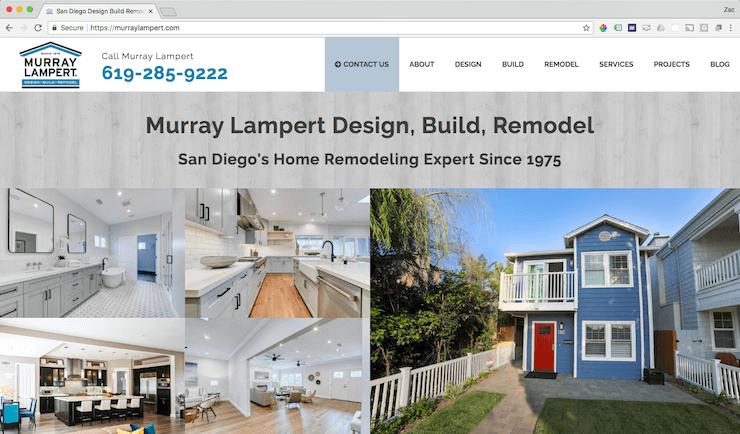 San Diego Design Build Remod
Zac
Secure https://murraylampert.com
SINCE 1975
MURRAY
LAMPERT
DESIGN•BUILD•REMODEL
Call Murray Lampert
619-285-9222
CONTACT US
ABOUT
DESIGN
BUILD
REMODEL
SERVICES
PROJECTS
BLOG
Murray Lampert Design, Build, Remodel
San Diego's Home Remodeling Expert Since 1975